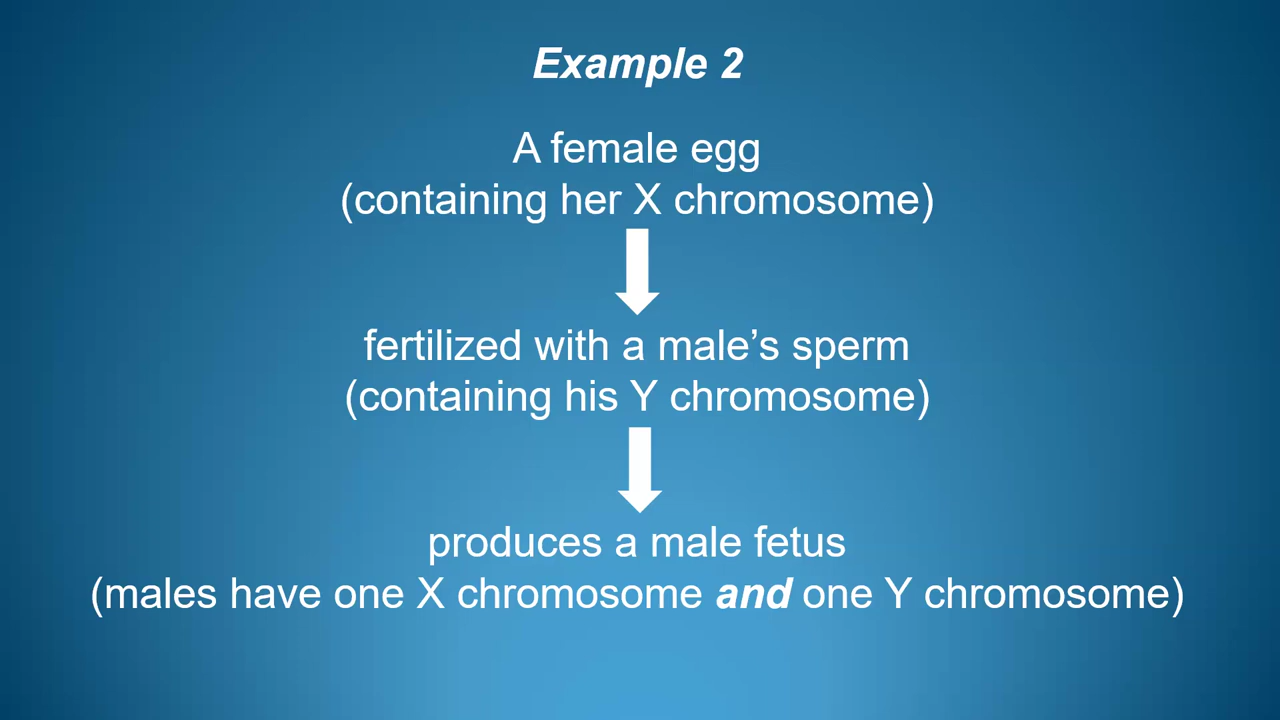 Example 2
A female egg
(containing her X chromosome)
fertilized with a male’s sperm
(containing his Y chromosome)
produces a male fetus
(males have one X chromosome and one Y chromosome)